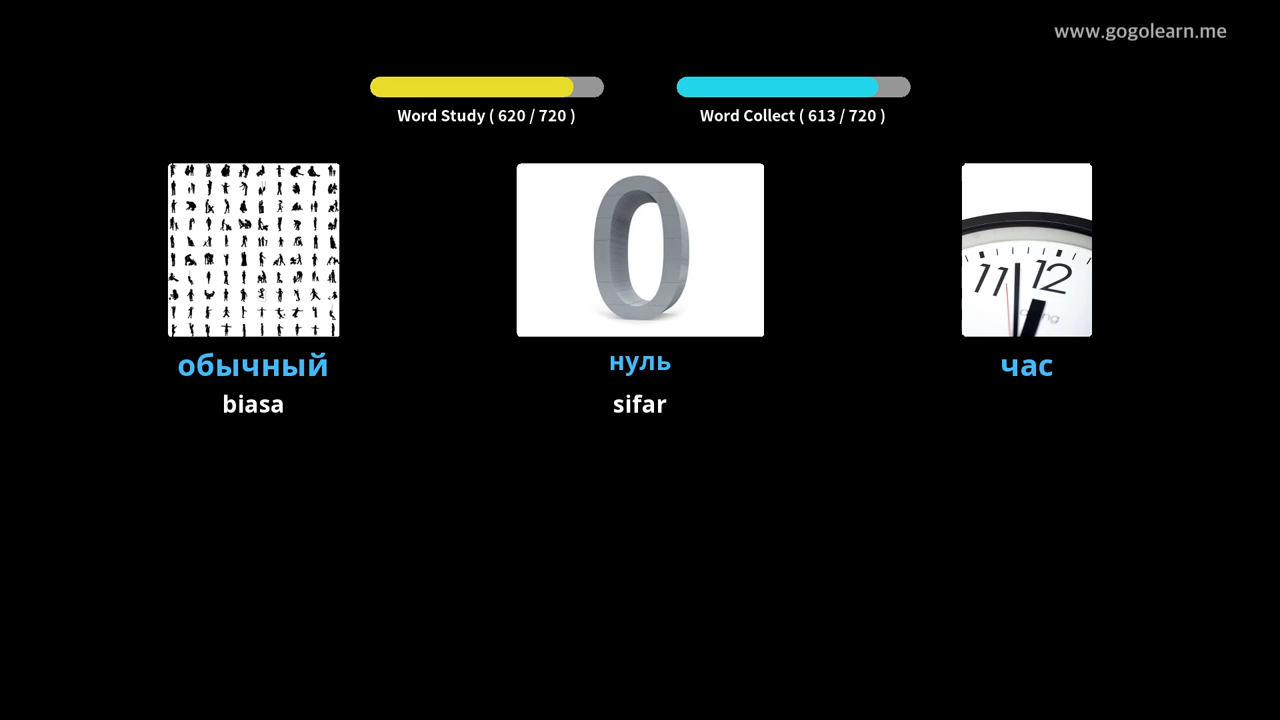 www.gogolearn.me
Word Study ( 620 / 720 )
Word Collect ( 613 / 720 )
11 12
обычный
нуль
час
biasa
sifar